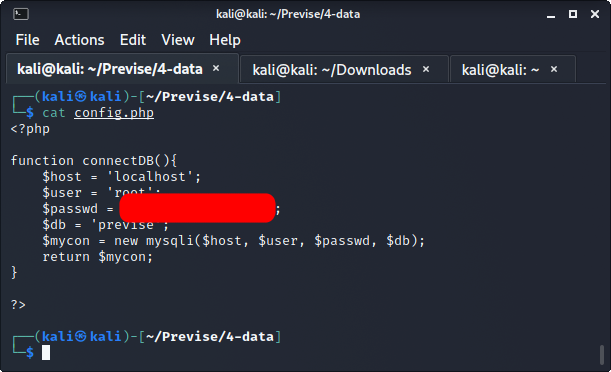 kali@kali: ~/Previse/4-data
File Actions Edit View Help
kali@kali: ~/Previse/4-data × kali@kali: ~/Downloads × kali@kali: ~ ×
┌──(kali㉿kali)-[~/Previse/4-data]
└─$ cat config.php
<?php
function connectDB(){
    $host = 'localhost';
    $user = 'root';
    $passwd = ;
    $db = 'previse';
    $mycon = new mysqli($host, $user, $passwd, $db);
    return $mycon;
}
?>
┌──(kali㉿kali)-[~/Previse/4-data]
└─$